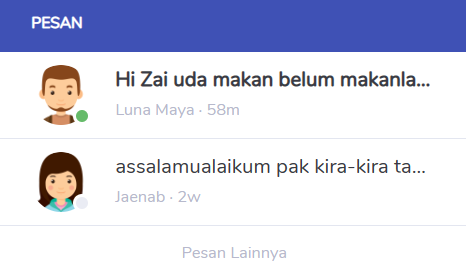 PESAN
Hi Zai uda makan belum makanla...
Luna Maya · 58m
assalamualaikum pak kira-kira ta...
Jaenab · 2w
Pesan Lainnya